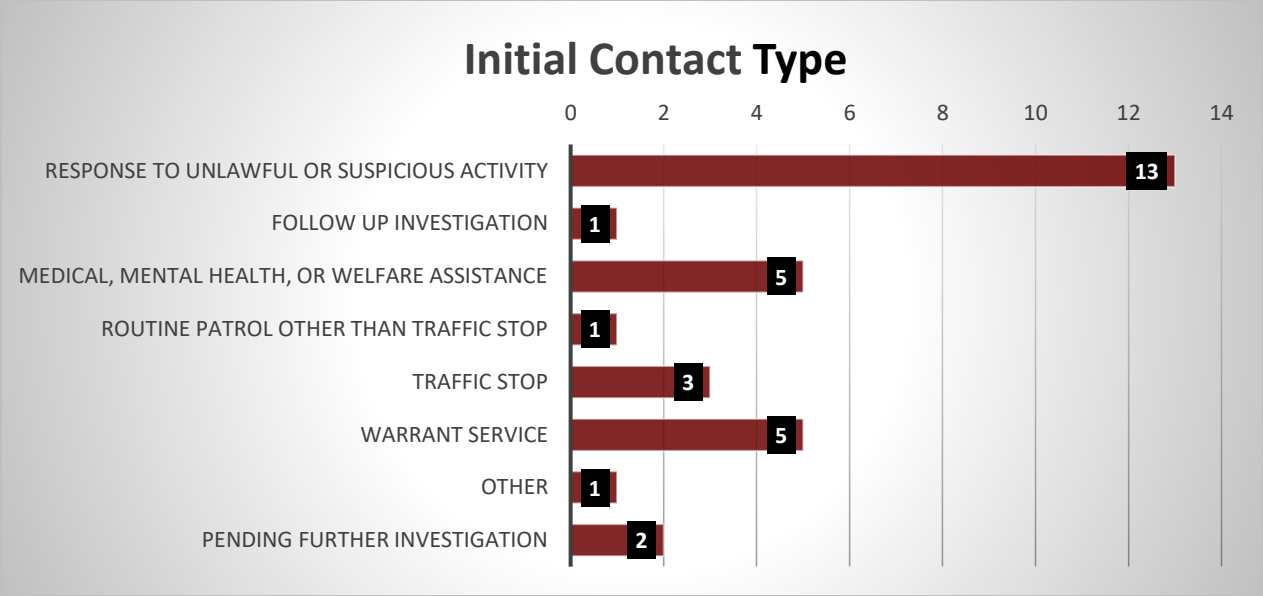 Initial Contact Type
0 2 4 6 8 10 12 14
RESPONSE TO UNLAWFUL OR SUSPICIOUS ACTIVITY 13
FOLLOW UP INVESTIGATION 1
MEDICAL, MENTAL HEALTH, OR WELFARE ASSISTANCE 5
ROUTINE PATROL OTHER THAN TRAFFIC STOP 1
TRAFFIC STOP 3
WARRANT SERVICE 5
OTHER 1
PENDING FURTHER INVESTIGATION 2